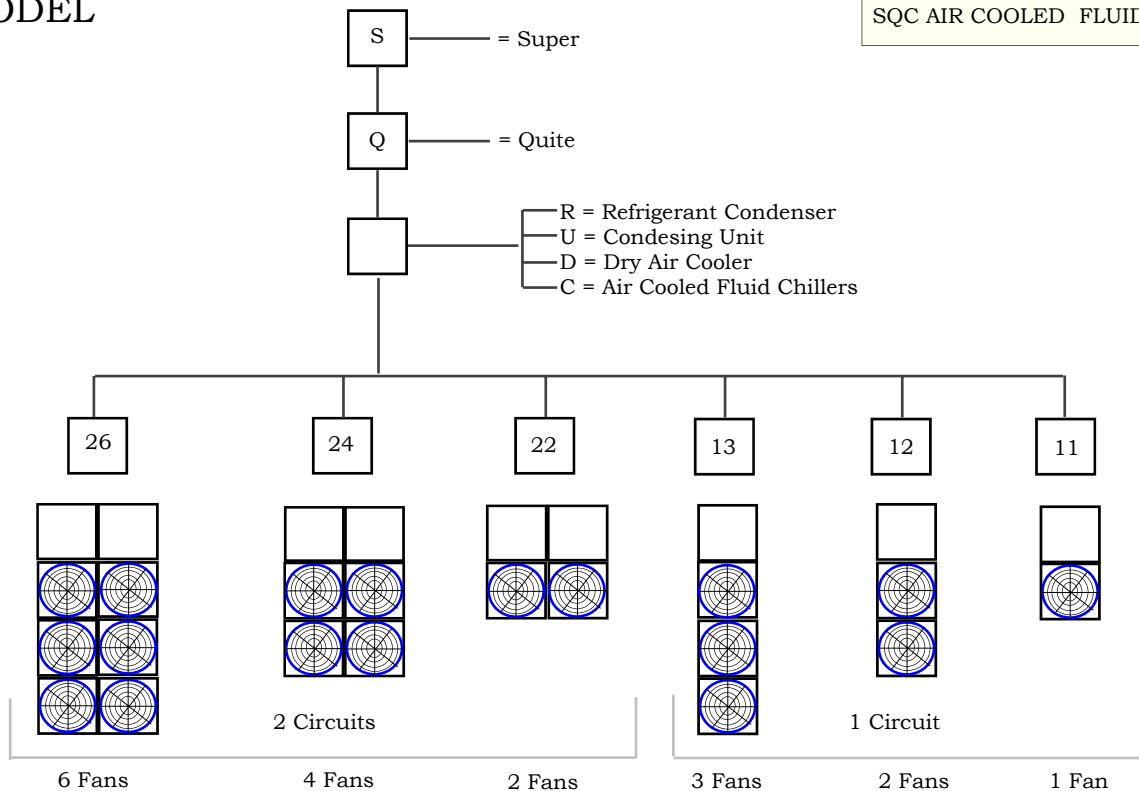 ODEL
SQC AIR COOLED FLUID
S = Super
Q = Quite
R = Refrigerant Condenser
U = Condesing Unit
D = Dry Air Cooler
C = Air Cooled Fluid Chillers
26 24 22 13 12 11
2 Circuits 1 Circuit
6 Fans 4 Fans 2 Fans 3 Fans 2 Fans 1 Fan